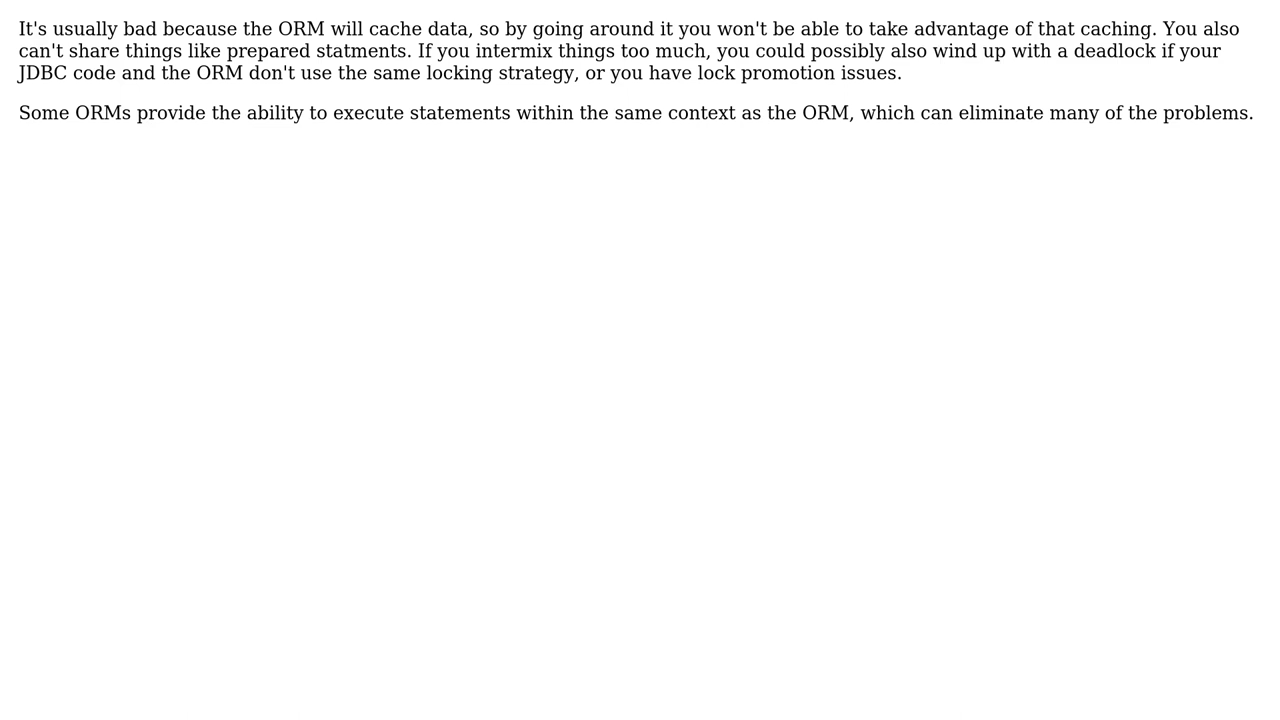 It's usually bad because the ORM will cache data, so by going around it you won't be able to take advantage of that caching. You also
can't share things like prepared statments. If you intermix things too much, you could possibly also wind up with a deadlock if your
JDBC code and the ORM don't use the same locking strategy, or you have lock promotion issues.
Some ORMs provide the ability to execute statements within the same context as the ORM, which can eliminate many of the problems.